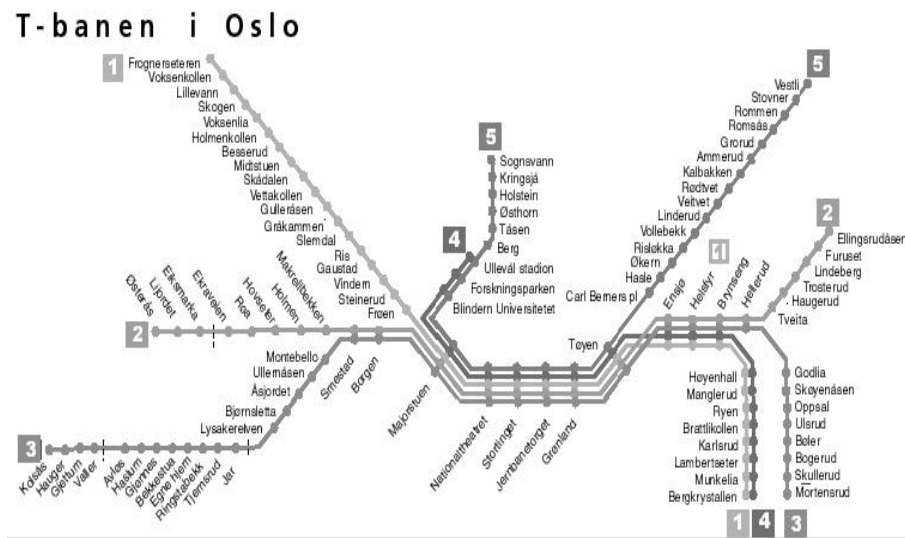 T-banen i Oslo
1
Frognerseteren
Voksenkollen
Lillevann
Skogen
Voksenlia
Holmenkollen
Besserud
Midtstuen
Skådalen
Vettakollen
Gulleråsen
Gråkammen
Slemdal
Ris
Gaustad
Vindern
Steinerud
Frøen
5
Sognsvann
Kringsjå
Holstein
Østhorn
Tåsen
Berg
4
Ullevål stadion
Forskningsparken
Blindern Universitetet
5
Vestli
Stovner
Rommen
Romsås
Grorud
Ammerud
Kalbakken
Rødtvet
Veitvet
Linderud
Vollebekk
Risløkka
Økern
Hasle
Carl Berners pl
Tøyen
2
Ellingsrudåsen
Furuset
Lindeberg
Trosterud
Haugerud
Tveita
1
Ensjø
Helsfyr
Brynseng
Hellerud
2
Østerås
Lijordet
Eiksmarka
Ekraveien
Roa
Hovseter
Holmen
Makrellbekken
Smestad
Borgen
Majorstuen
Nationaltheatret
Stortinget
Jernbanetorget
Grønland
Montebello
Ullernåsen
Åsjordet
Bjørnsletta
Lysakerelven
3
Kolsås
Hauger
Gjettum
Valler
Avløs
Haslum
Gjønnes
Bekkestua
Egne hjem
Ringstabekk
Tjernsrud
Jar
Høyenhall
Manglerud
Ryen
Brattlikollen
Karlsrud
Lambertseter
Munkelia
Bergkrystallen
1
4
Godlia
Skøyenåsen
Oppsal
Ulsrud
Bøler
Bogerud
Skullerud
Mortensrud
3